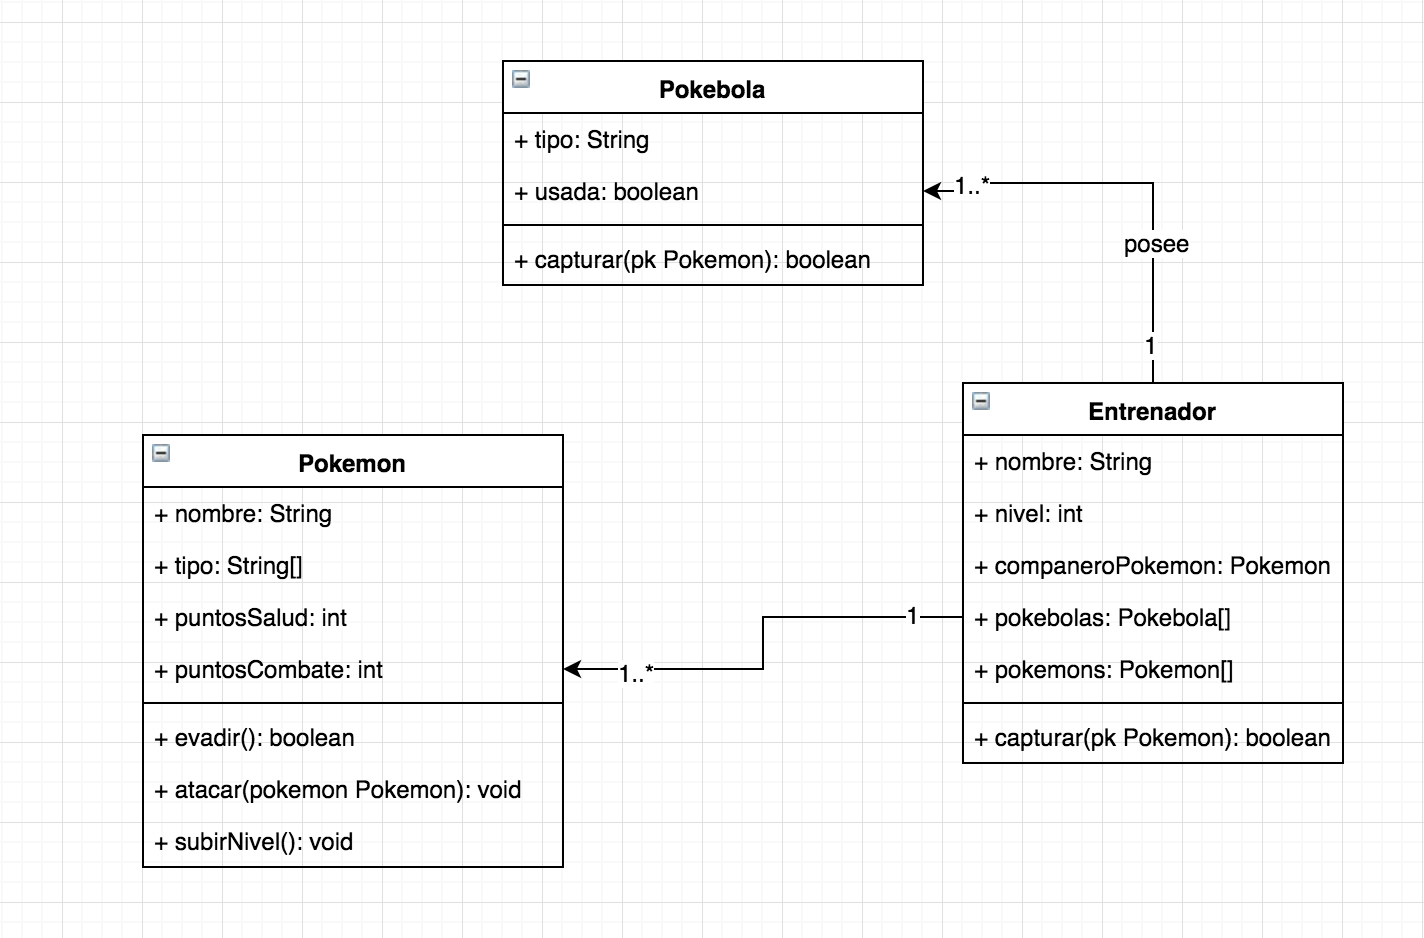 Pokebola
+ tipo: String
+ usada: boolean
+ capturar(pk Pokemon): boolean
1..*
posee
1
Entrenador
+ nombre: String
+ nivel: int
+ companeroPokemon: Pokemon
+ pokebolas: Pokebola[]
+ pokemons: Pokemon[]
+ capturar(pk Pokemon): boolean
1
1..*
Pokemon
+ nombre: String
+ tipo: String[]
+ puntosSalud: int
+ puntosCombate: int
+ evadir(): boolean
+ atacar(pokemon Pokemon): void
+ subirNivel(): void